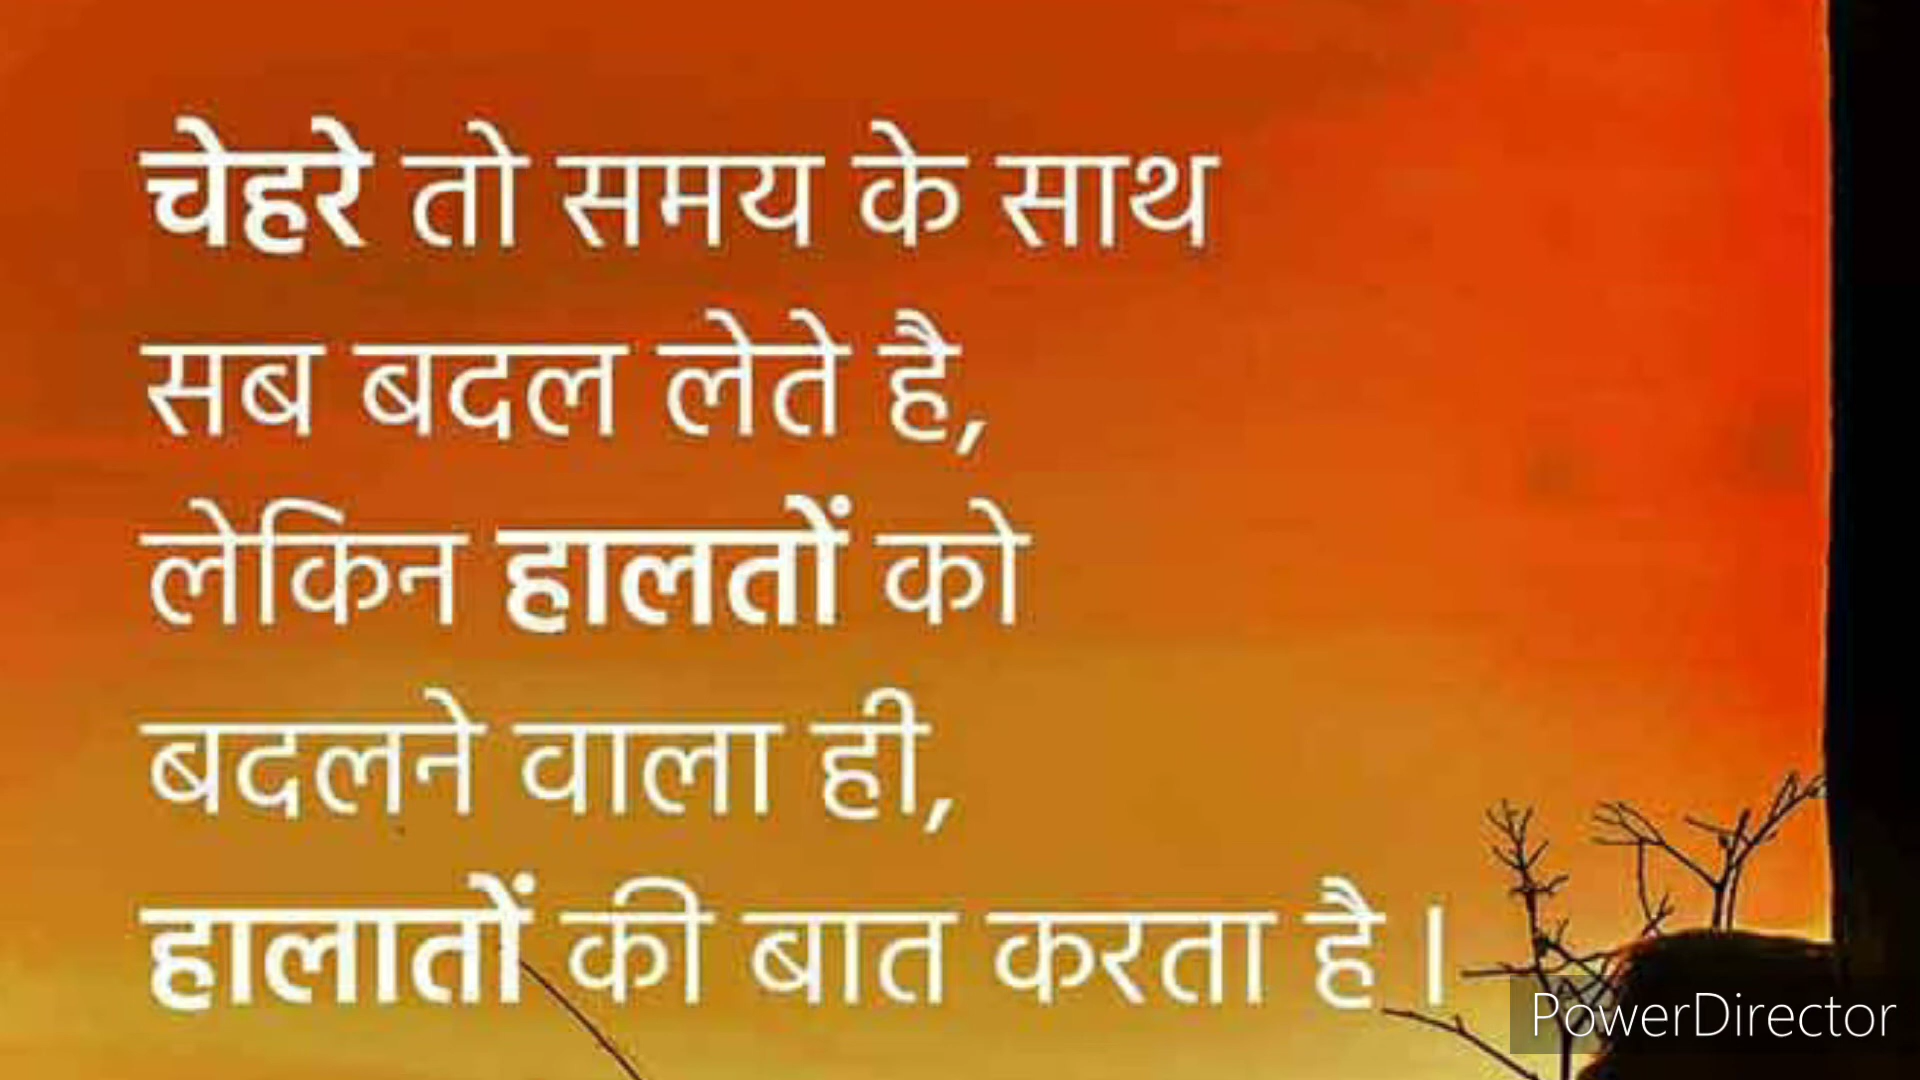 चेहरे तो समय के साथ
सब बदल लेते है,
लेकिन हालतों को
बदलने वाला ही,
हालातों की बात करता है।
PowerDirector